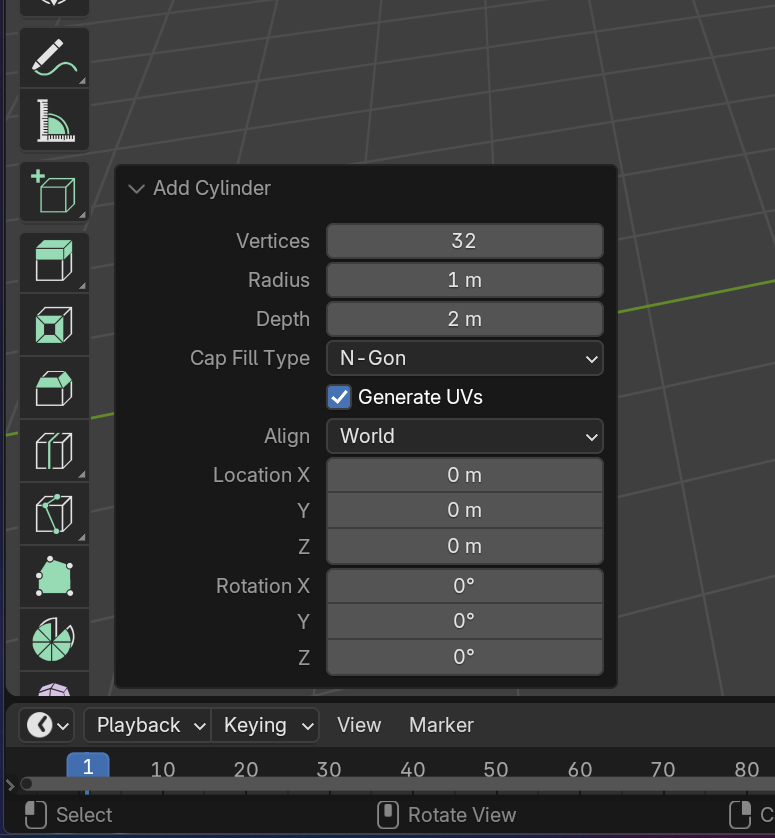 Add Cylinder
Vertices 32
Radius 1 m
Depth 2 m
Cap Fill Type N-Gon
Generate UVs
Align World
Location X 0 m
Y 0 m
Z 0 m
Rotation X 0°
Y 0°
Z 0°
Playback Keying View Marker
1 10 20 30 40 50 60 70 80
Select Rotate View